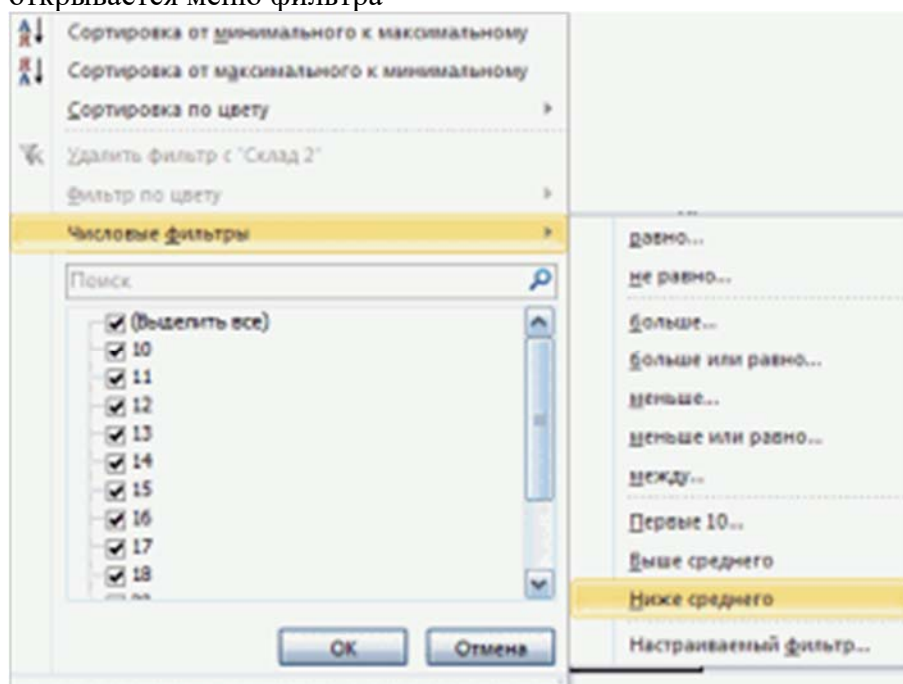 открывается меню фильтра
Сортировка от минимального к максимальному
Сортировка от максимального к минимальному
Сортировка по цвету
Удалить фильтр с "Склад 2"
Фильтр по цвету
Числовые фильтры
Поиск
(Выделить все)
10
11
12
13
14
15
16
17
18
ОК
Отмена
равно...
не равно...
больше...
больше или равно...
меньше...
меньше или равно...
между...
Первые 10...
Выше среднего
Ниже среднего
Настраиваемый фильтр...